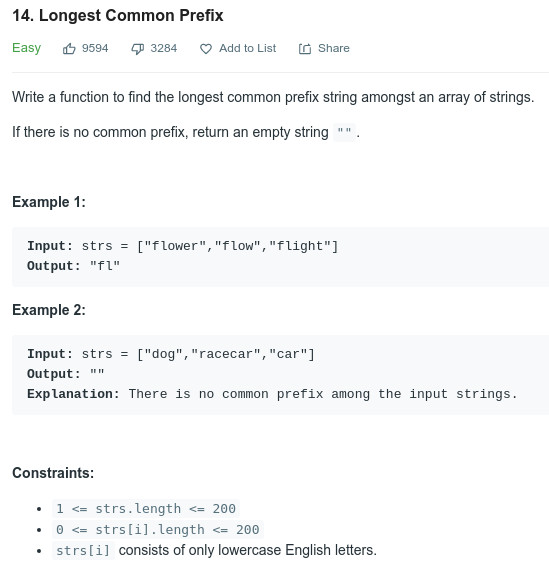 14. Longest Common Prefix
Easy 9594 3284 Add to List Share
Write a function to find the longest common prefix string amongst an array of strings.
If there is no common prefix, return an empty string "".
Example 1:
Input: strs = ["flower","flow","flight"]
Output: "fl"
Example 2:
Input: strs = ["dog","racecar","car"]
Output: ""
Explanation: There is no common prefix among the input strings.
Constraints:
• 1 <= strs.length <= 200
• 0 <= strs[i].length <= 200
• strs[i] consists of only lowercase English letters.